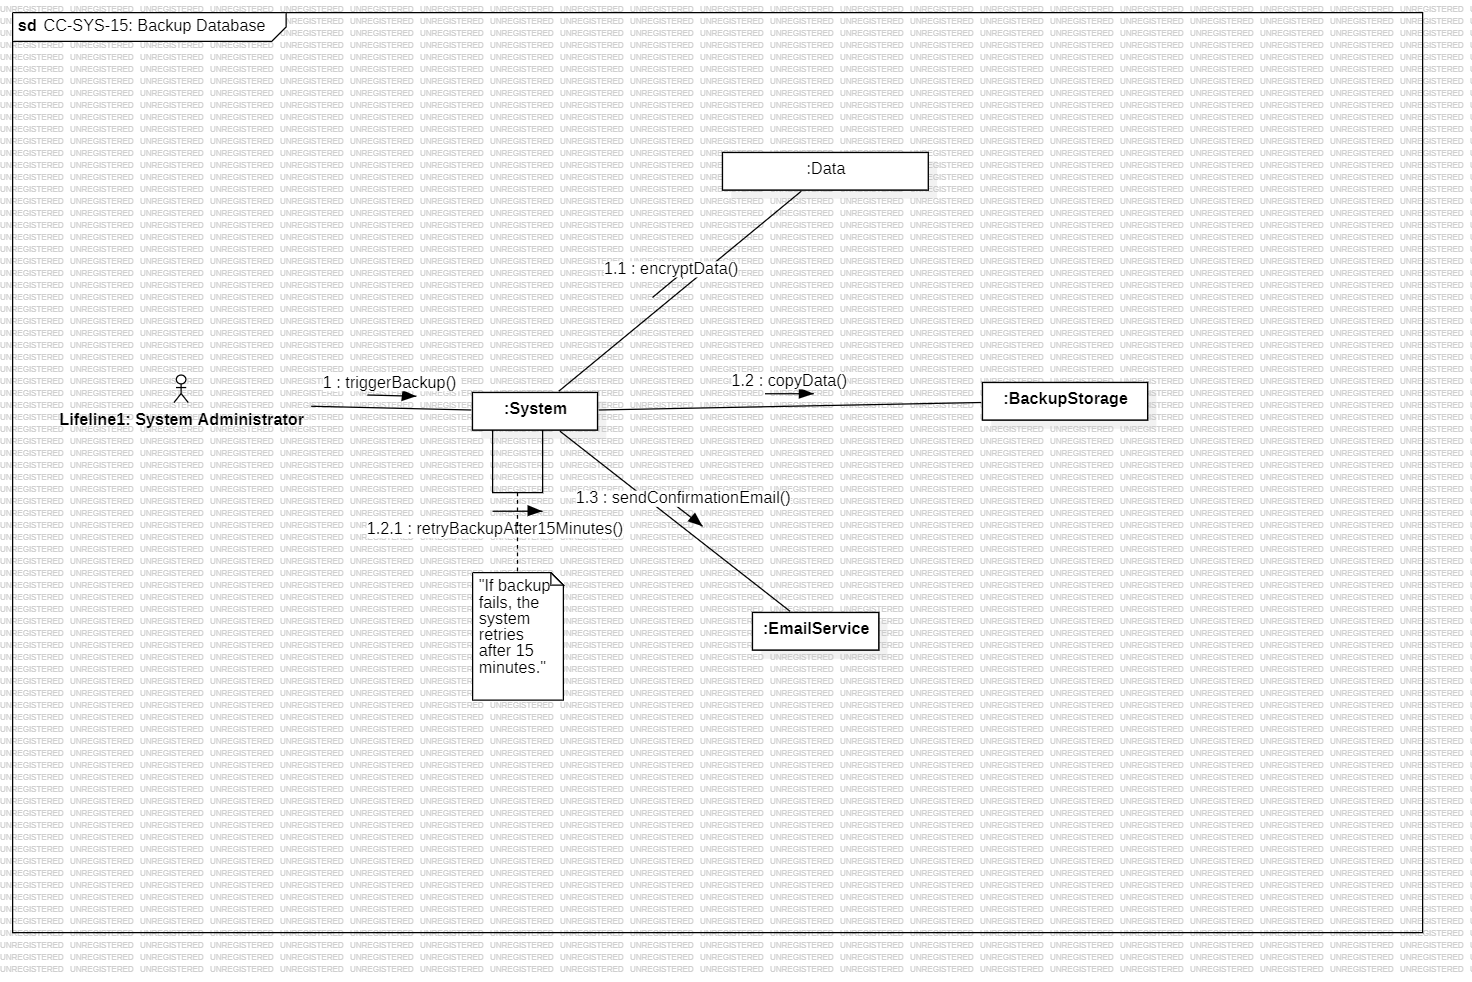 sd CC-SYS-15: Backup Database
:Data
1.1 : encryptData()
1 : triggerBackup()
1.2 : copyData()
Lifeline1: System Administrator
:System
:BackupStorage
1.3 : sendConfirmationEmail()
1.2.1 : retryBackupAfter15Minutes()
"If backup
fails, the
system
retries
after 15
minutes."
:EmailService
UNREGISTERED